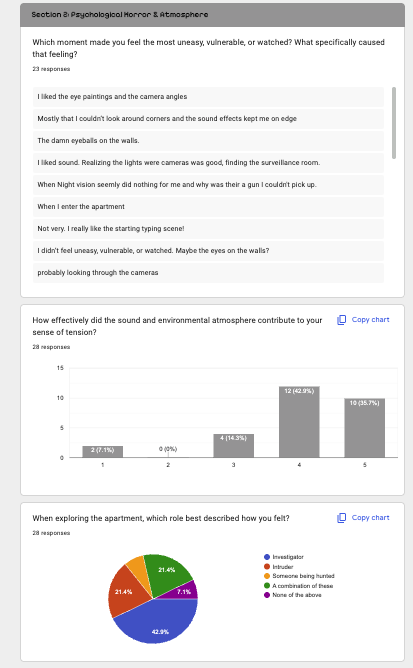 Section 2: Psychological Horror & Atmosphere
Which moment made you feel the most uneasy, vulnerable, or watched? What specifically caused
that feeling?
23 responses
I liked the eye paintings and the camera angles
Mostly that I couldn't look around corners and the sound effects kept me on edge
The damn eyeballs on the walls.
I liked sound. Realizing the lights were cameras was good, finding the surveillance room.
When Night vision seemly did nothing for me and why was their a gun I couldn't pick up.
When I enter the apartment
Not very. I really like the starting typing scene!
I didn't feel uneasy, vulnerable, or watched. Maybe the eyes on the walls?
probably looking through the cameras
How effectively did the sound and environmental atmosphere contribute to your
sense of tension?
Copy chart
28 responses
15
10
5
0
2 (7.1%)
0 (0%)
4 (14.3%)
12 (42.9%)
10 (35.7%)
1 2 3 4 5
When exploring the apartment, which role best described how you felt?
Copy chart
28 responses
21.4%
21.4%
7.1%
42.9%
Investigator
Intruder
Someone being hunted
A combination of these
None of the above